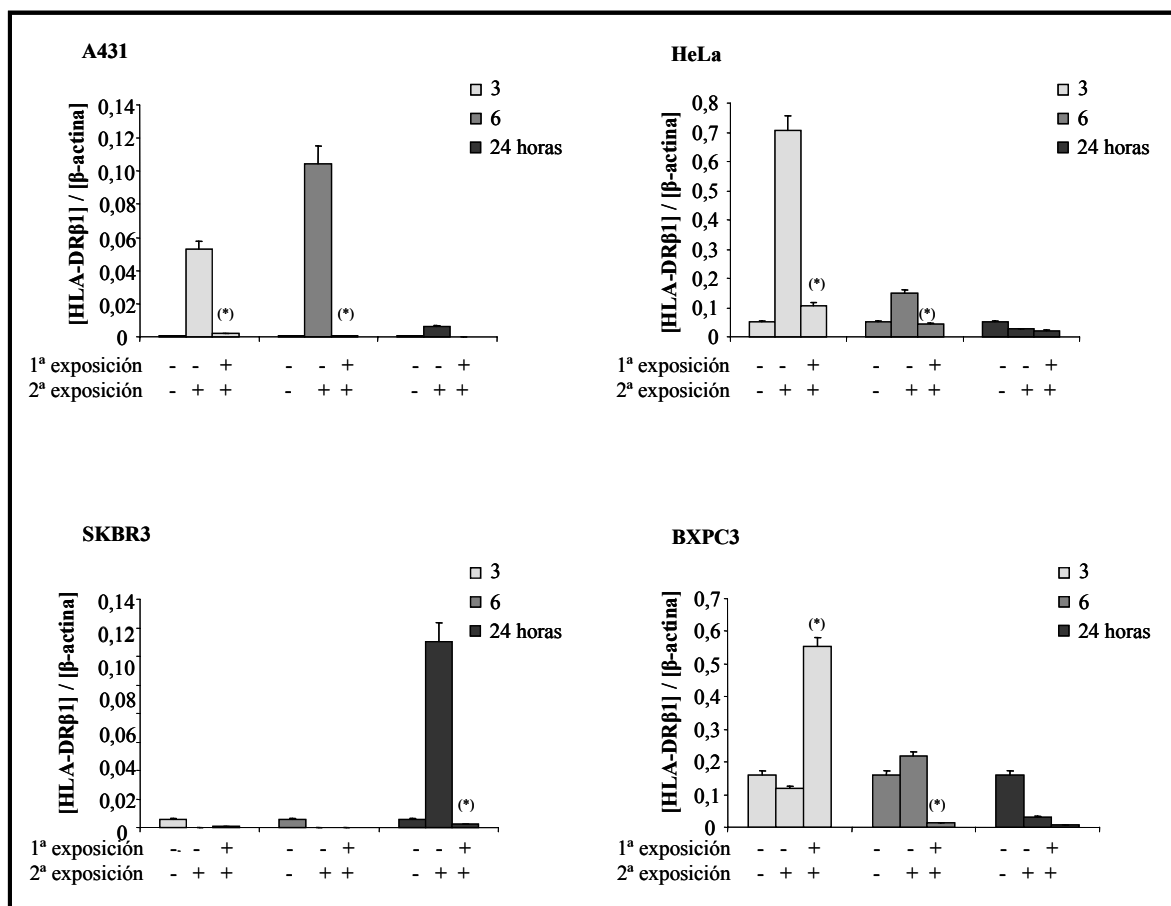 A431
[HLA-DRβ1] / [β-actina]
0,14
0,12
0,10
0,08
0,06
0,04
0,02
0
3
6
24 horas
(*)
(*)
1ª exposición - - + - - + - - +
2ª exposición - + + - + + - + +
HeLa
[HLA-DRβ1] / [β-actina]
0,8
0,7
0,6
0,5
0,4
0,3
0,2
0,1
0
3
6
24 horas
(*)
(*)
1ª exposición - - + - - + - - +
2ª exposición - + + - + + - + +
SKBR3
[HLA-DRβ1] / [β-actina]
0,14
0,12
0,10
0,08
0,06
0,04
0,02
0
3
6
24 horas
(*)
1ª exposición -. - + - - + - - +
2ª exposición - + + - + + - + +
BXPC3
[HLA-DRβ1] / [β-actina]
0,7
0,6
0,5
0,4
0,3
0,2
0,1
0
3
6
24 horas
(*)
(*)
1ª exposición - - + - - + - - +
2ª exposición - + + - + + - + +